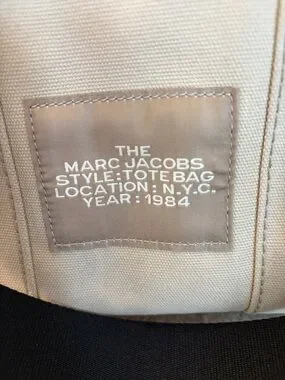 THE
MARC JACOBS
STYLE: TOTE BAG
LOCATION: N.Y.C.
YEAR: 1984